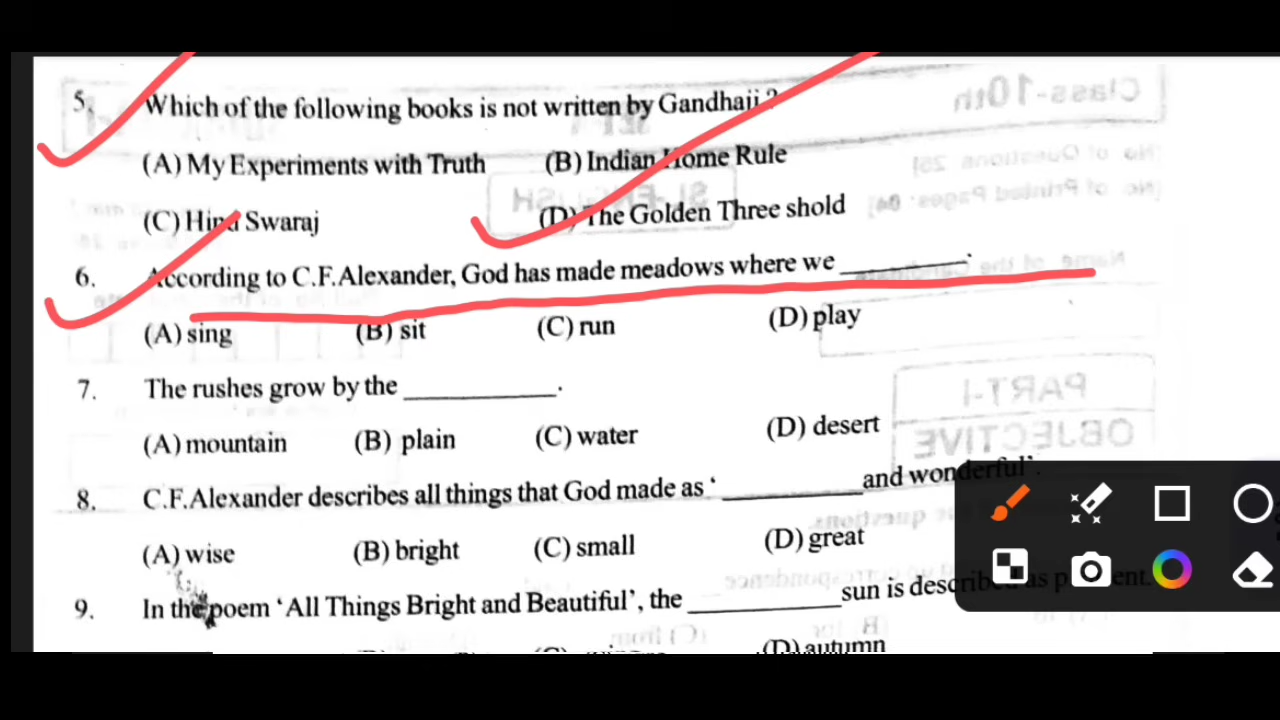 Class-10th
5. Which of the following books is not written by Gandhaji ?
(A) My Experiments with Truth (B) Indian Home Rule
(C) Hind Swaraj (D) The Golden Three shold
6. According to C.F.Alexander, God has made meadows where we __________.
(A) sing (B) sit (C) run (D) play
7. The rushes grow by the ____________.
(A) mountain (B) plain (C) water (D) desert
8. C.F.Alexander describes all things that God made as ‘ ___________and wonderful’.
(A) wise (B) bright (C) small (D) great
9. In the poem ‘All Things Bright and Beautiful’, the ____________sun is described as
(D) autumn
PART-I
OBJECTIVE